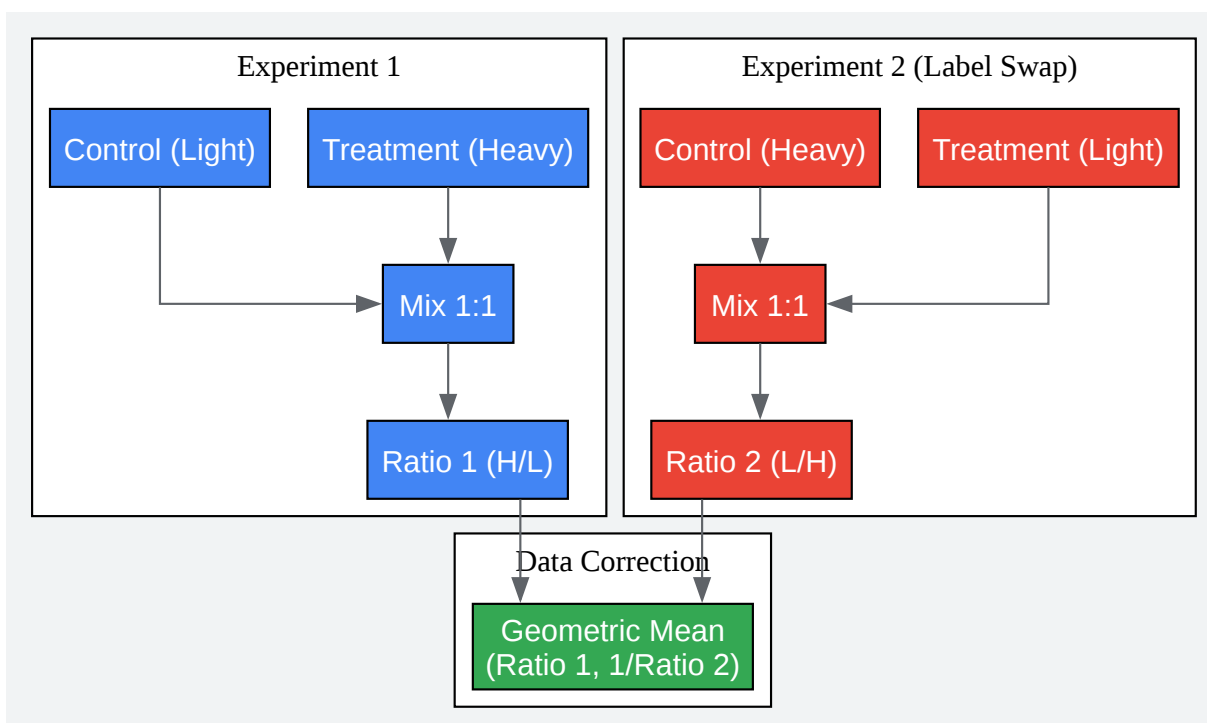 Experiment 1
Control (Light)
Treatment (Heavy)
Mix 1:1
Ratio 1 (H/L)
Experiment 2 (Label Swap)
Control (Heavy)
Treatment (Light)
Mix 1:1
Ratio 2 (L/H)
Data Correction
Geometric Mean
(Ratio 1, 1/Ratio 2)